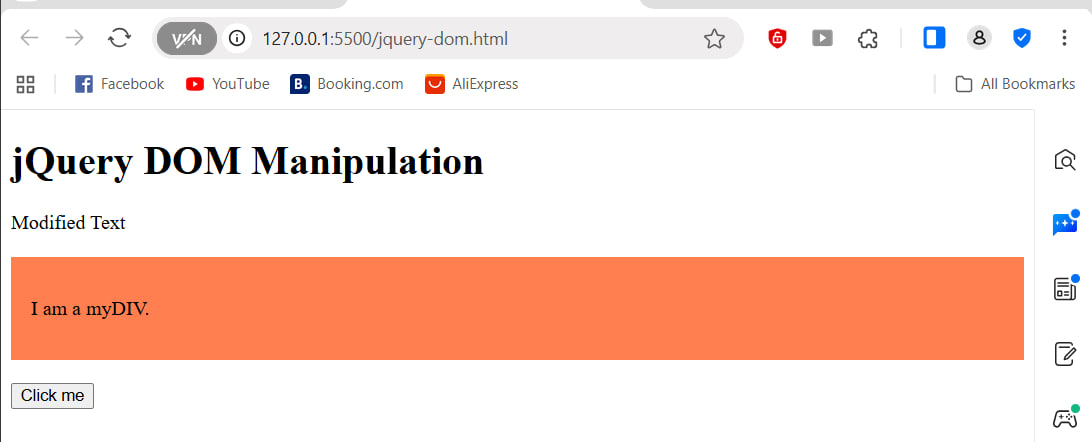 VPN
127.0.0.1:5500/jquery-dom.html
Facebook YouTube B. Booking.com AliExpress All Bookmarks
jQuery DOM Manipulation
Modified Text
I am a myDIV.
Click me